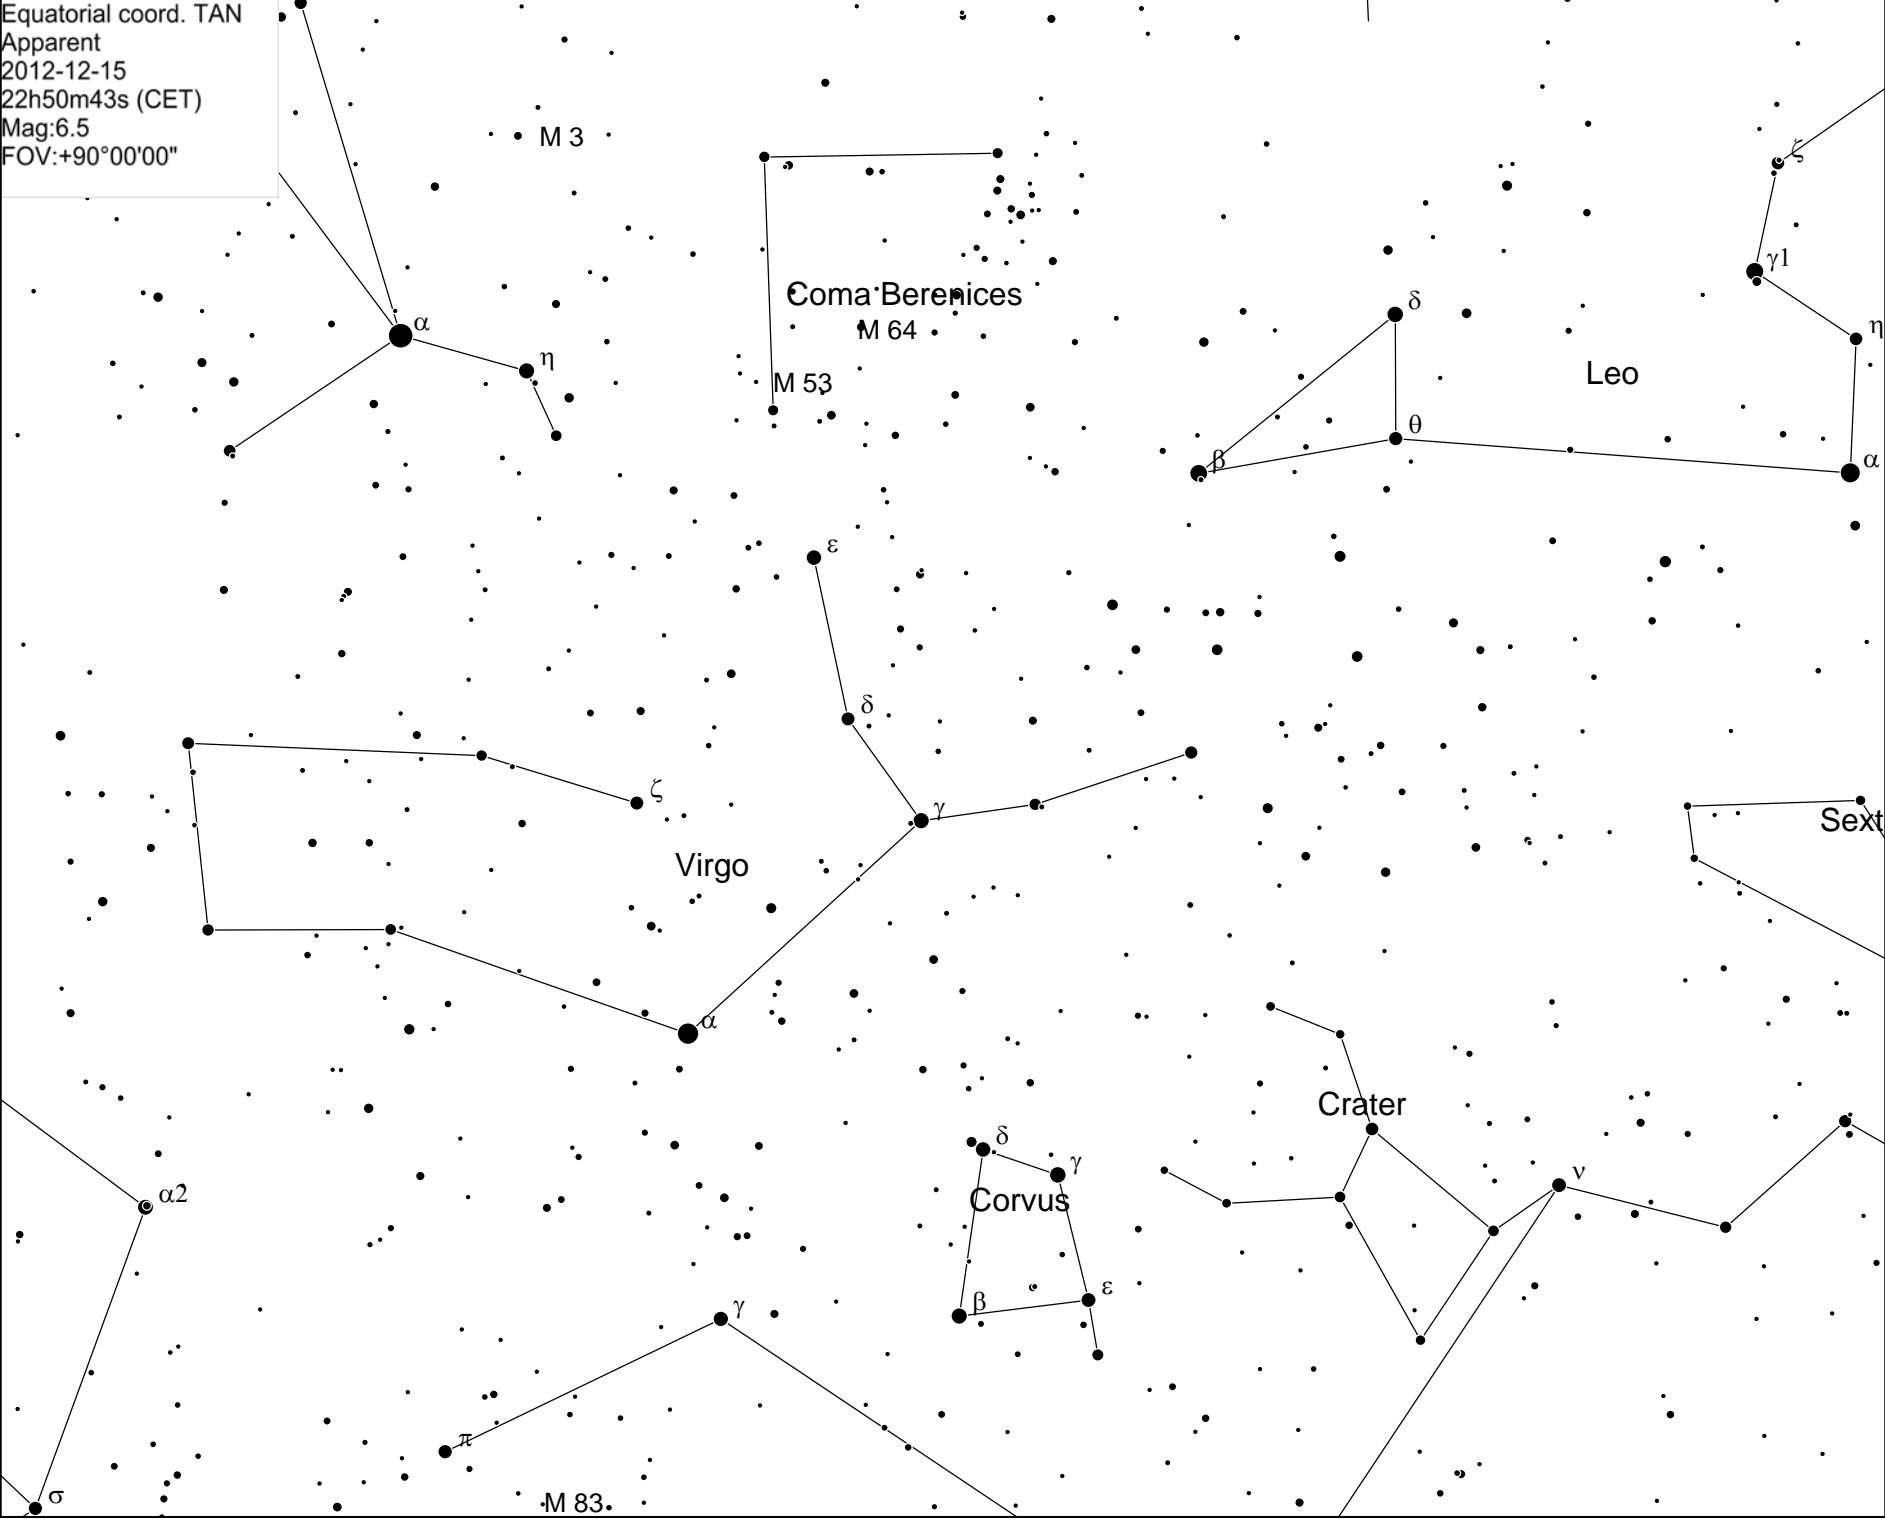 Equatorial coord. TAN
Apparent
2012-12-15
22h50m43s (CET)
Mag:6.5
FOV:+90°00'00"
M 3
ζ
γ1
Coma Berenices
δ
α
M 64
η
η
Leo
M 53
θ
β
α
ε
δ
ζ
γ
Sext
Virgo
α
Crater
δ
γ
ν
α2
Corvus
ε
β
γ
π
σ
M 83